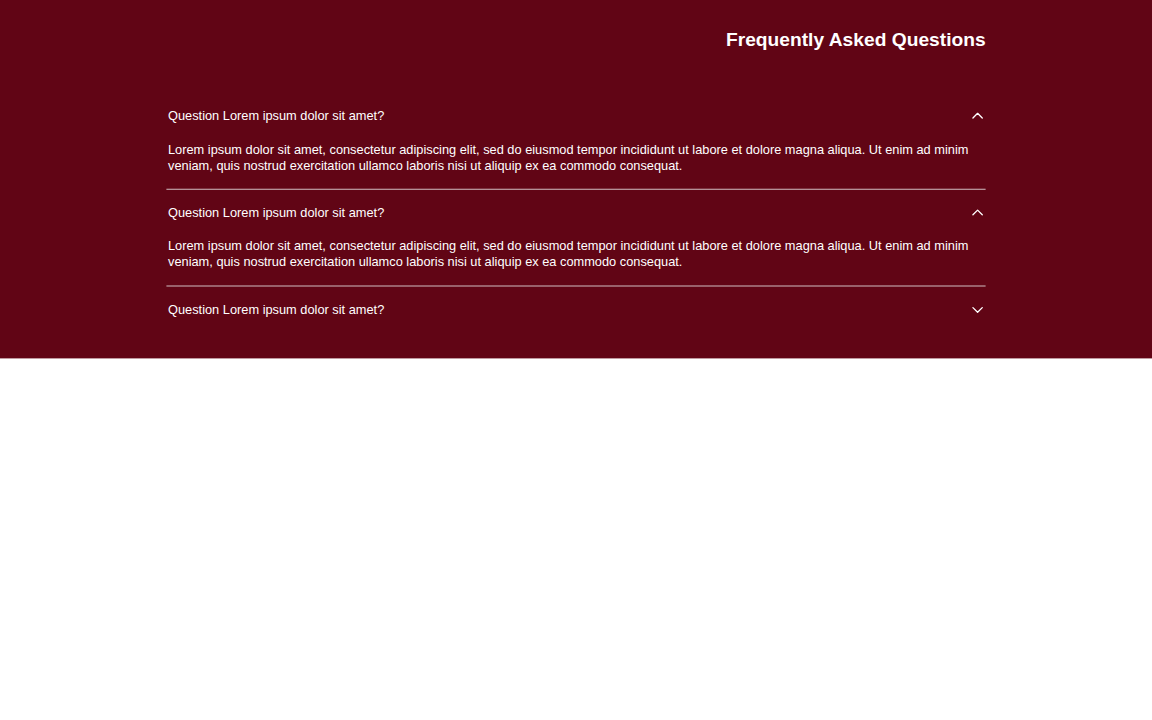 Frequently Asked Questions
Question Lorem ipsum dolor sit amet?
Lorem ipsum dolor sit amet, consectetur adipiscing elit, sed do eiusmod tempor incididunt ut labore et dolore magna aliqua. Ut enim ad minim
veniam, quis nostrud exercitation ullamco laboris nisi ut aliquip ex ea commodo consequat.
Question Lorem ipsum dolor sit amet?
Lorem ipsum dolor sit amet, consectetur adipiscing elit, sed do eiusmod tempor incididunt ut labore et dolore magna aliqua. Ut enim ad minim
veniam, quis nostrud exercitation ullamco laboris nisi ut aliquip ex ea commodo consequat.
Question Lorem ipsum dolor sit amet?